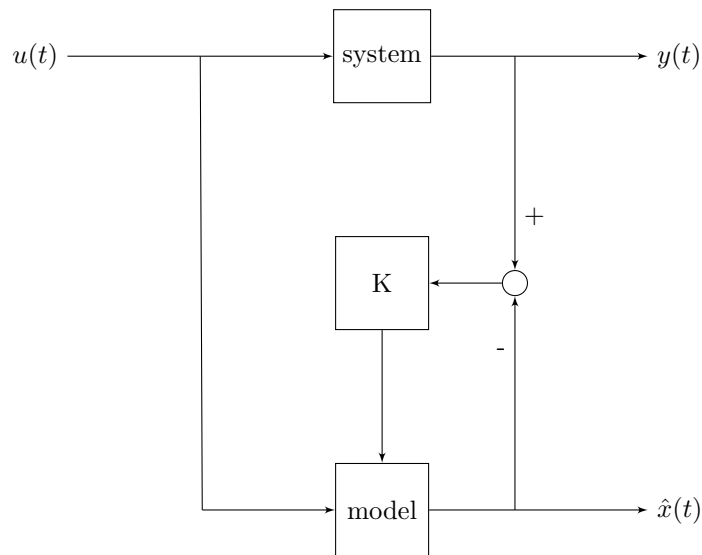 u(t)
system
y(t)
+
K
-
model
x̂(t)